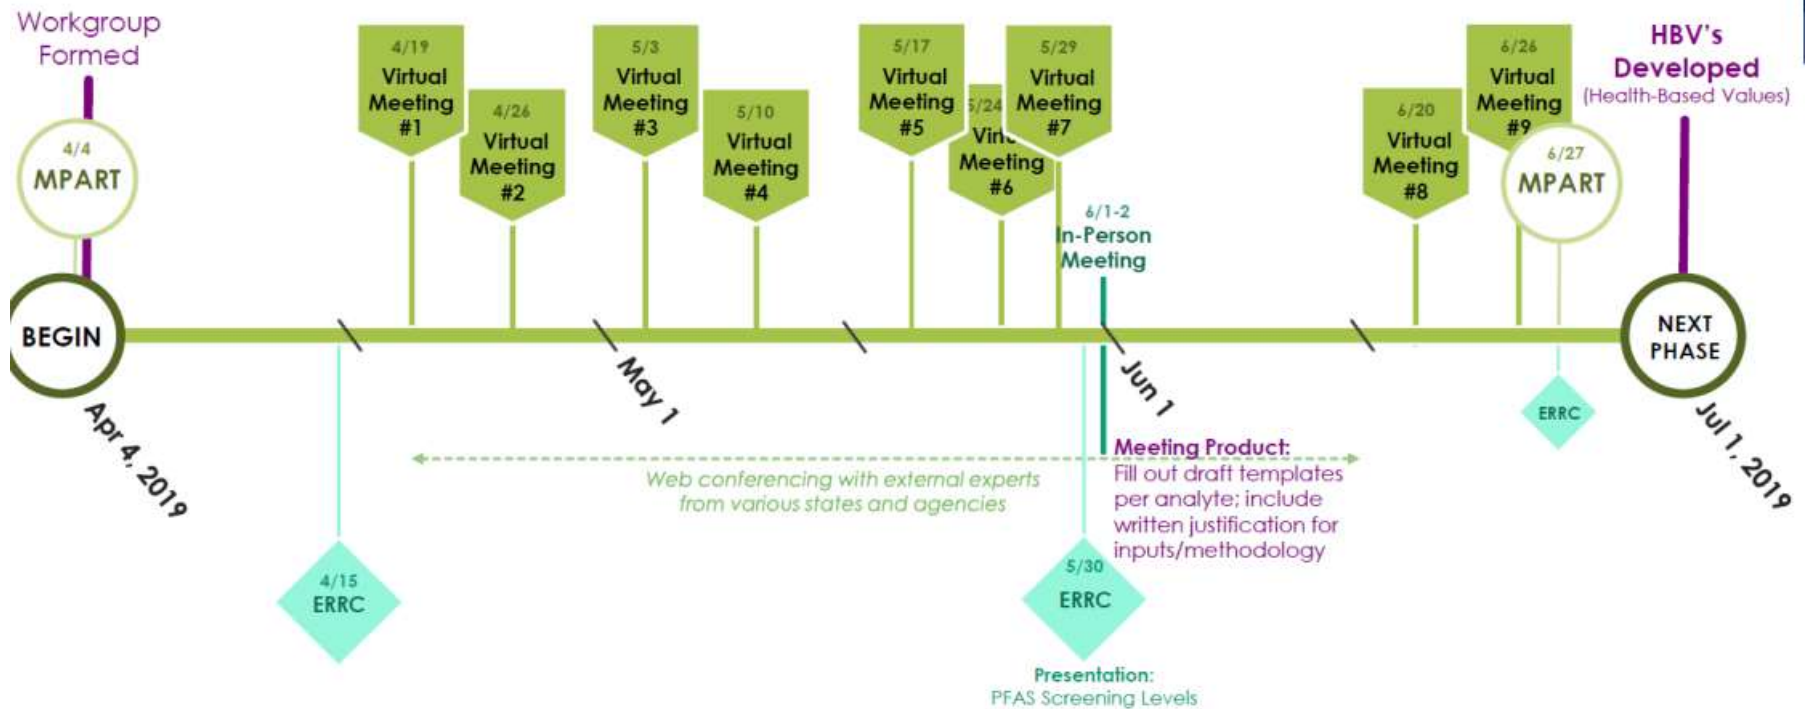 Workgroup
Formed
4/4
MPART
BEGIN
Apr 4, 2019
4/19
Virtual
Meeting
#1
4/26
Virtual
Meeting
#2
5/3
Virtual
Meeting
#3
5/10
Virtual
Meeting
#4
5/17
Virtual
Meeting
#5
5/24
Meeting
#6
5/29
Virtual
Meeting
#7
6/1-2
In-Person
Meeting
6/20
Virtual
Meeting
#8
6/26
Virtual
Meeting
#9
6/27
MPART
HBV's
Developed
(Health-Based Values)
NEXT
PHASE
Jul 1, 2019
May 1
Jun 1
ERRC
Web conferencing with external experts
from various states and agencies
Meeting Product:
Fill out draft templates
per analyte; include
written justification for
inputs/methodology
4/15
ERRC
5/30
ERRC
Presentation:
PFAS Screening Levels